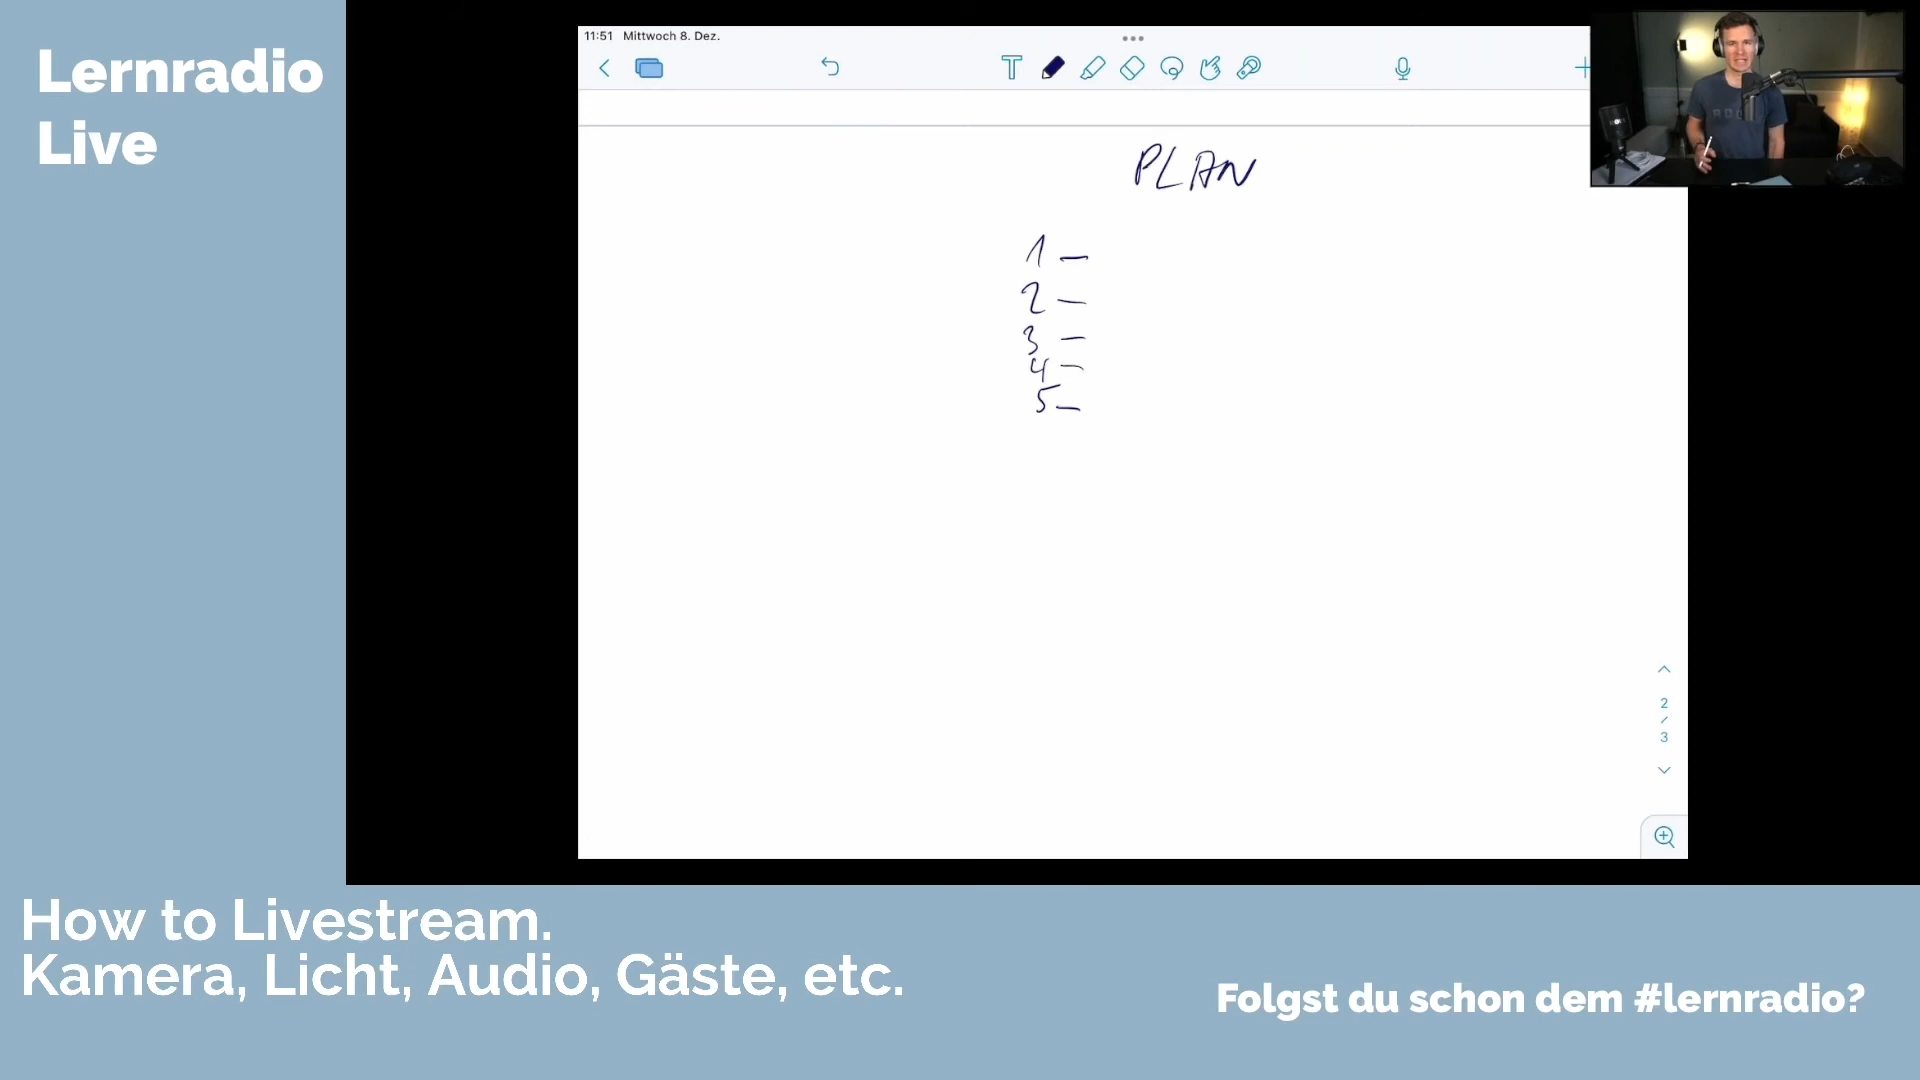 Lernradio
Live
11:51 Mittwoch 8. Dez.
PLAN
1 –
2 –
3 –
4 –
5 –
2
/
3
How to Livestream.
Kamera, Licht, Audio, Gäste, etc.
Folgst du schon dem #lernradio?